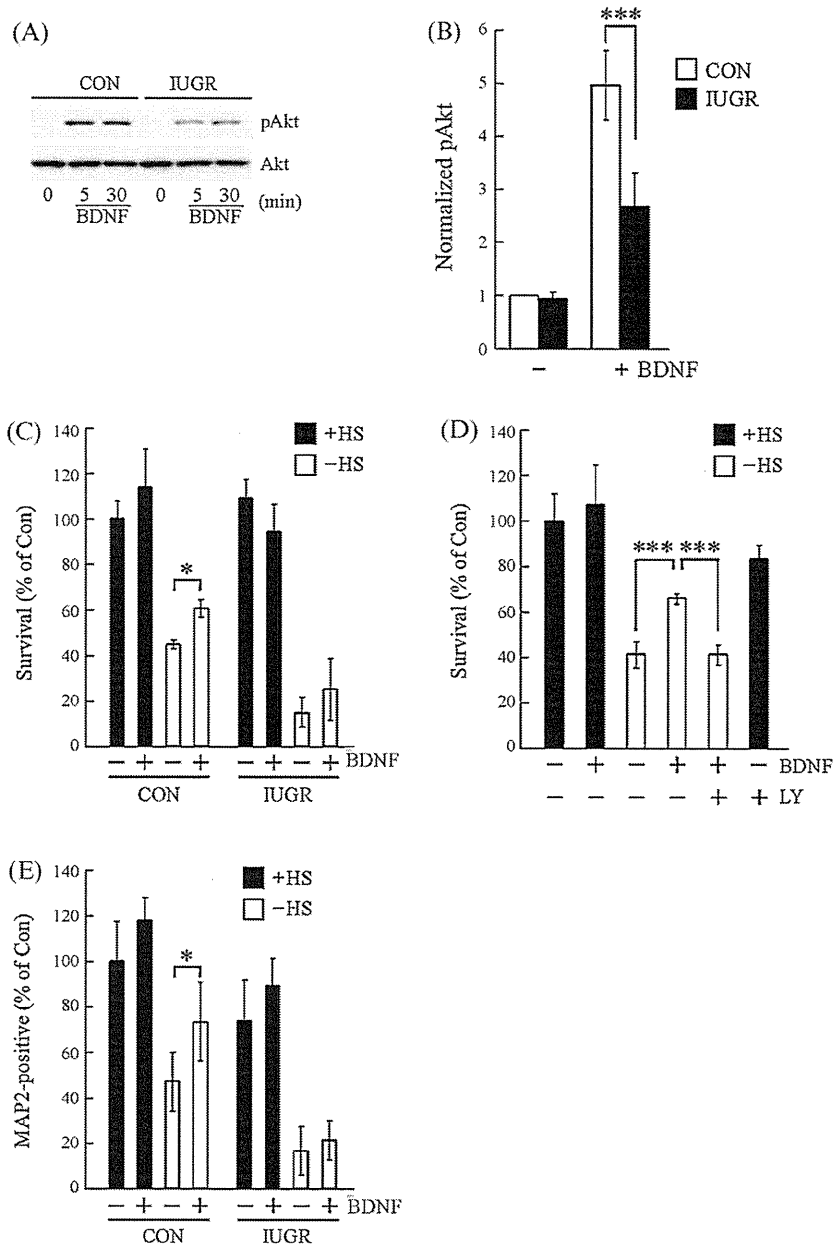 (A)
CON IUGR
pAkt
Akt
0 5 30 0 5 30 (min)
BDNF BDNF
(B)
Normalized pAkt
6
5
4
3
2
1
0
***
CON
IUGR
− + BDNF
(C)
Survival (% of Con)
140
120
100
80
60
40
20
0
+HS
−HS
*
− + − + − + − + BDNF
CON IUGR
(D)
Survival (% of Con)
140
120
100
80
60
40
20
0
+HS
−HS
*** ***
− + − + + − BDNF
− − − − + + LY
(E)
MAP2-positive (% of Con)
140
120
100
80
60
40
20
0
+HS
−HS
*
− + − + − + − + BDNF
CON IUGR